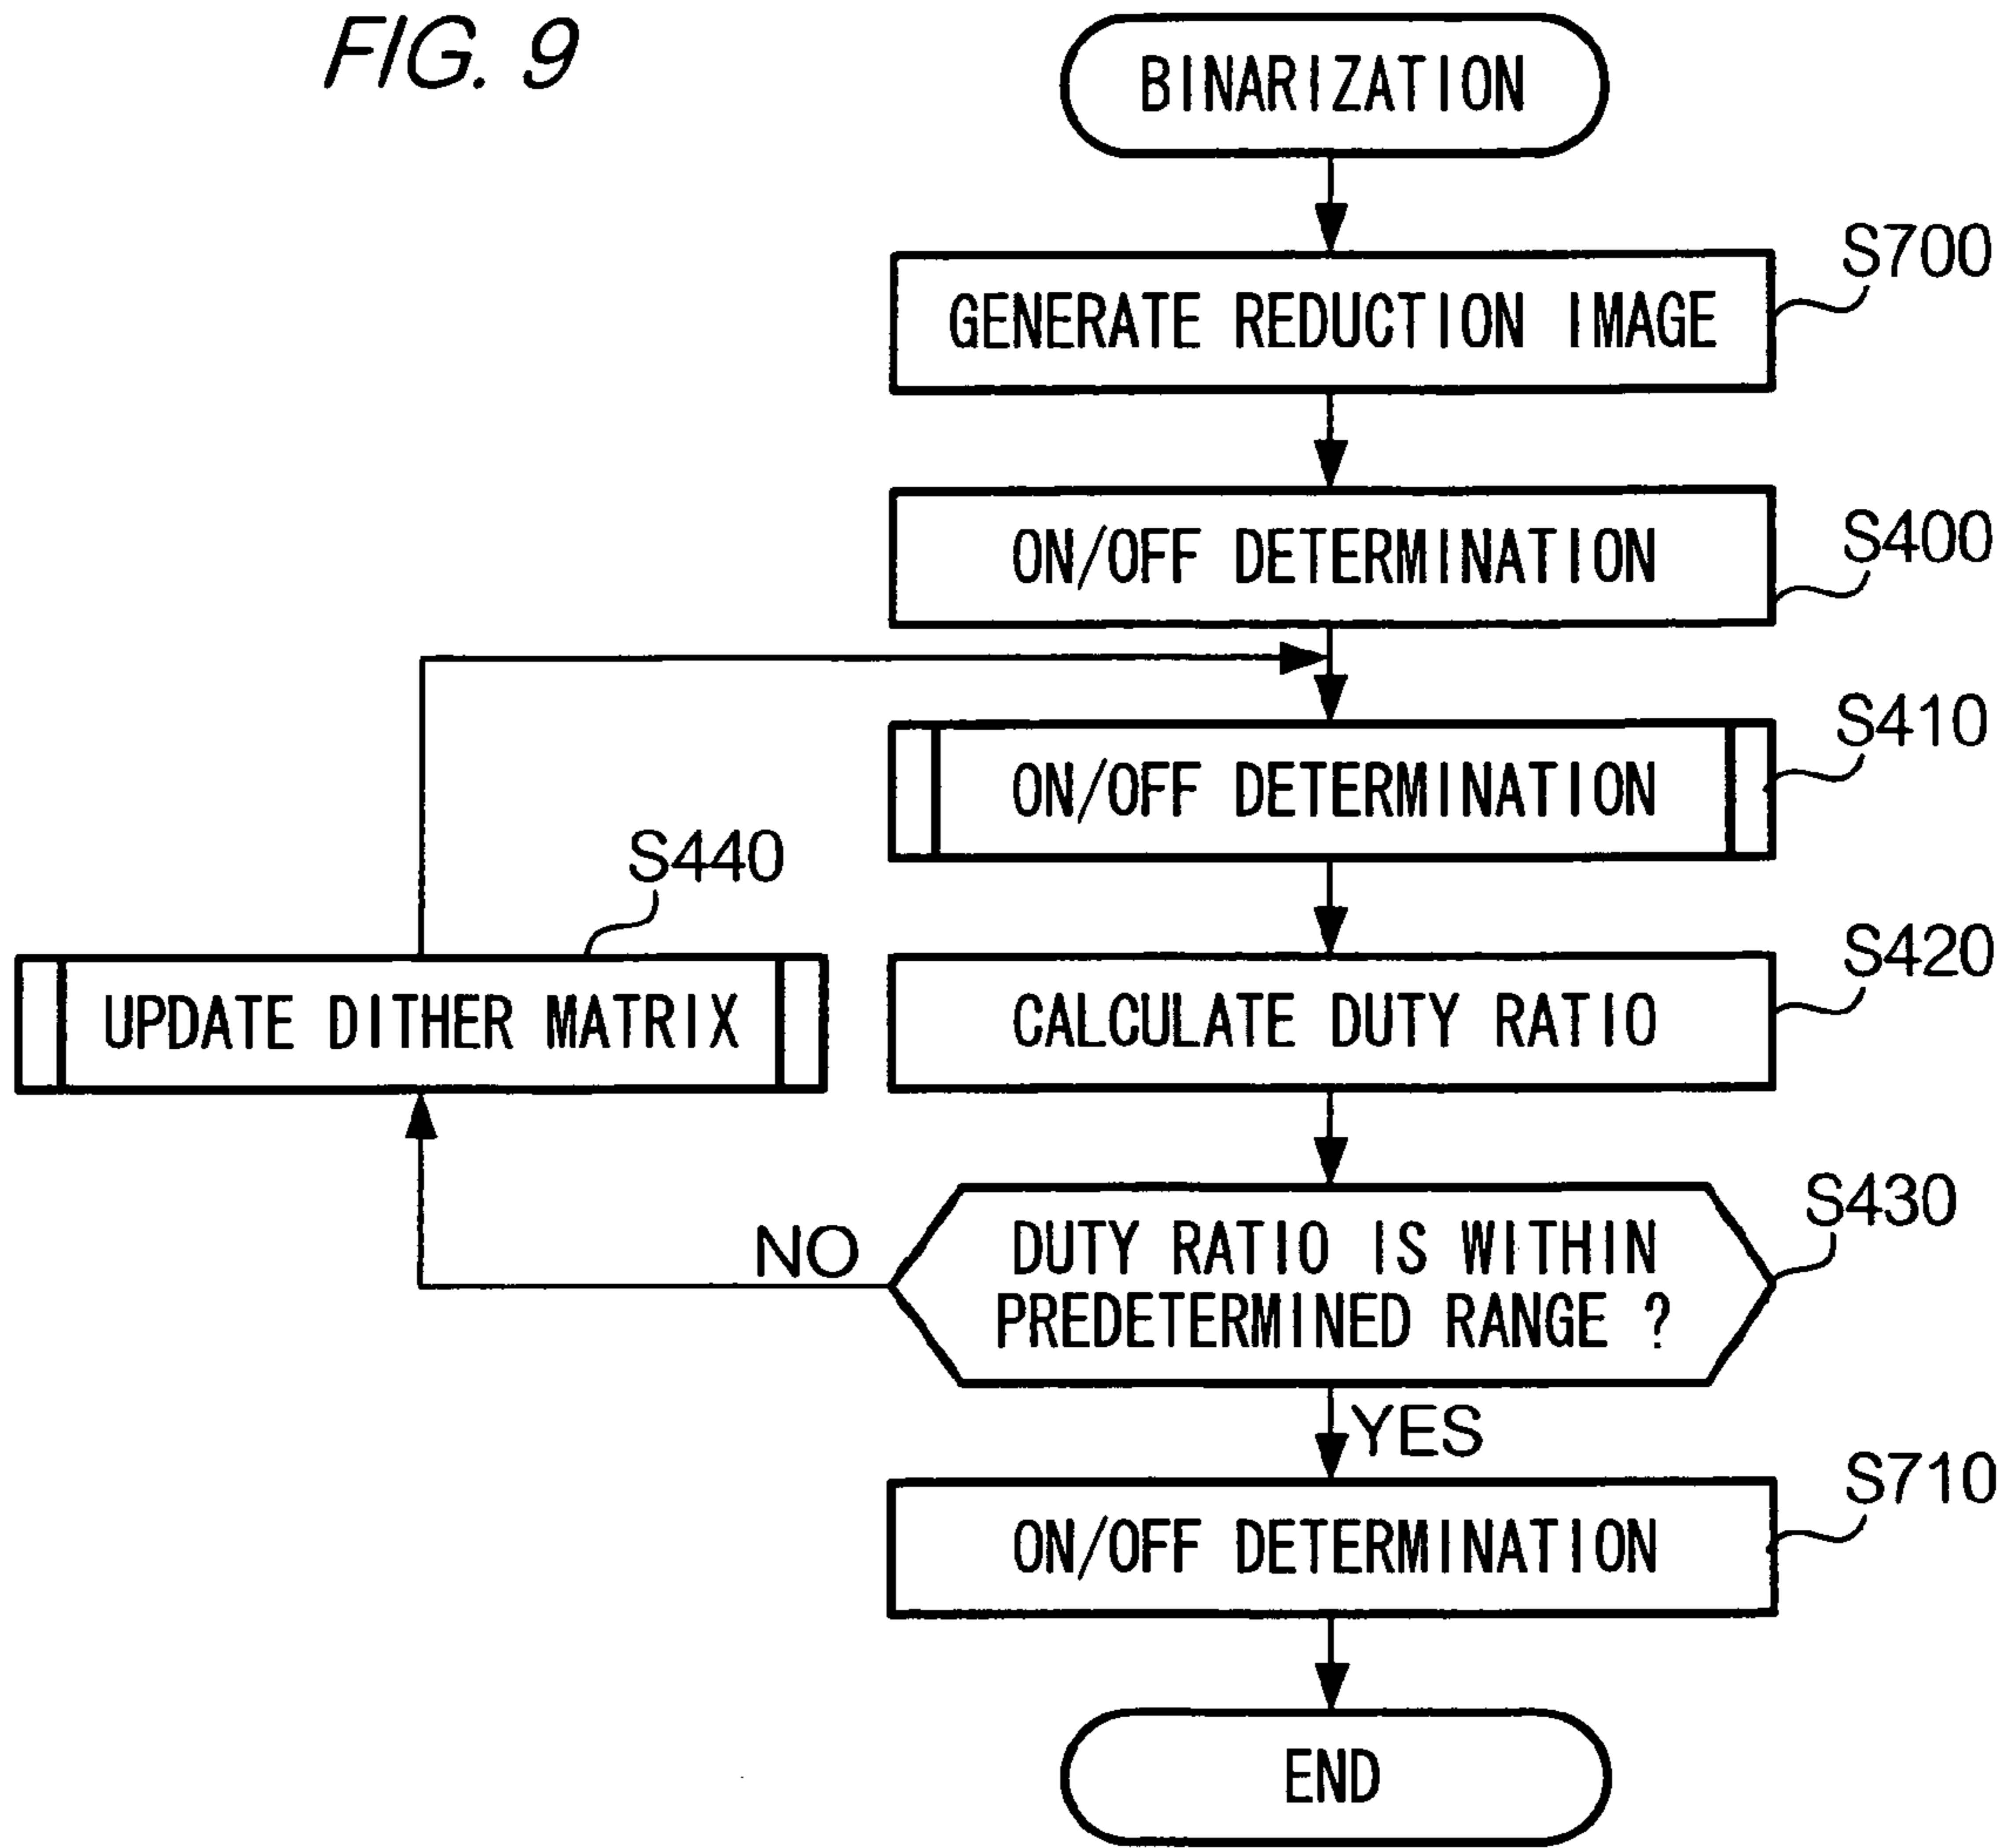 FIG. 9
BINARIZATION
S700
GENERATE REDUCTION IMAGE
S400
ON/OFF DETERMINATION
S410
ON/OFF DETERMINATION
S440
UPDATE DITHER MATRIX
S420
CALCULATE DUTY RATIO
S430
NO
DUTY RATIO IS WITHIN
PREDETERMINED RANGE ?
YES
S710
ON/OFF DETERMINATION
END